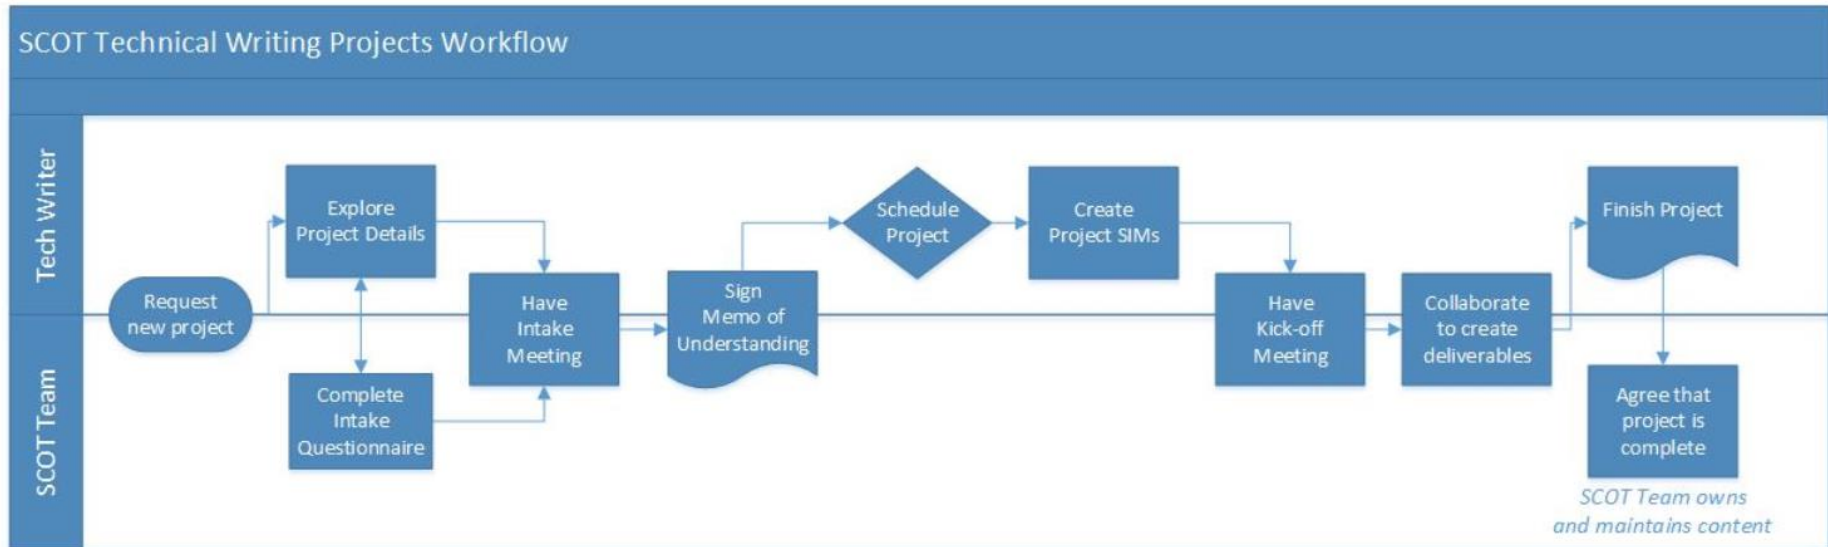 SCOT Technical Writing Projects Workflow
Tech Writer
SCOT Team
Request
new project
Explore
Project Details
Complete
Intake
Questionnaire
Have
Intake
Meeting
Sign
Memo of
Understanding
Schedule
Project
Create
Project SIMs
Have
Kick-off
Meeting
Collaborate
to create
deliverables
Finish Project
Agree that
project is
complete
SCOT Team owns
and maintains content